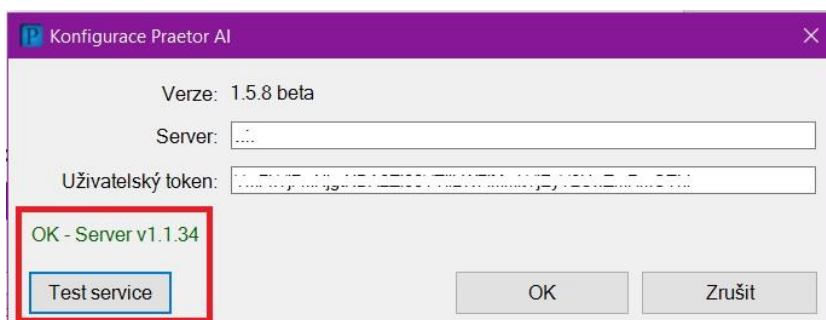 Konfigurace Praetor AI
Verze: 1.5.8 beta
Server:
Uživatelský token:
OK - Server v1.1.34
Test service
OK
Zrušit